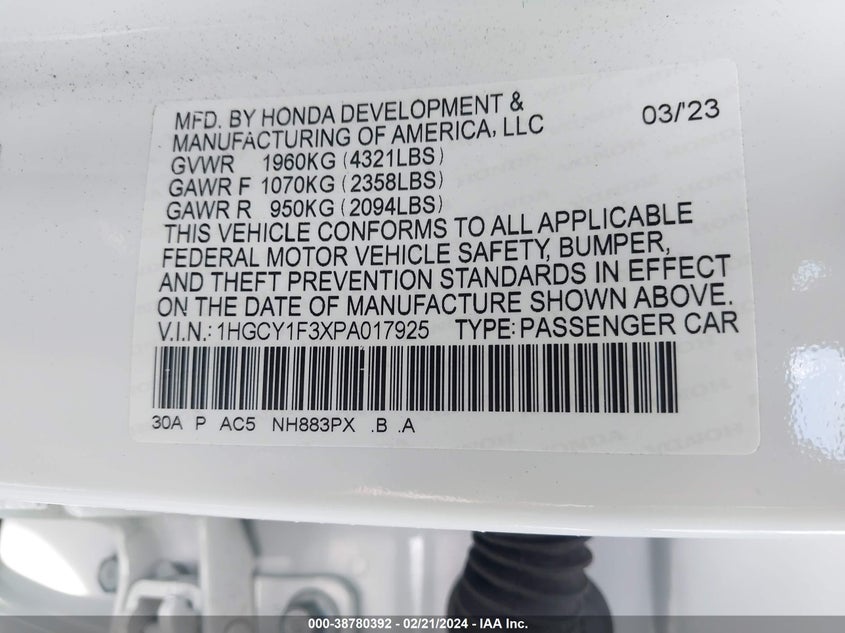 MFD. BY HONDA DEVELOPMENT &
MANUFACTURING OF AMERICA, LLC 03/'23
GVWR 1960KG (4321LBS)
GAWR F 1070KG (2358LBS)
GAWR R 950KG (2094LBS)
THIS VEHICLE CONFORMS TO ALL APPLICABLE
FEDERAL MOTOR VEHICLE SAFETY, BUMPER,
AND THEFT PREVENTION STANDARDS IN EFFECT
ON THE DATE OF MANUFACTURE SHOWN ABOVE.
V.I.N.: 1HGCY1F3XPA017925 TYPE: PASSENGER CAR
30A P AC5 NH883PX .B .A
000-38780392 - 02/21/2024 - IAA Inc.